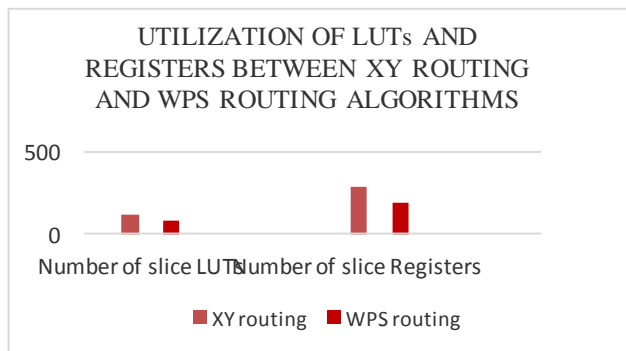 UTILIZATION OF LUTs AND
REGISTERS BETWEEN XY ROUTING
AND WPS ROUTING ALGORITHMS
500
0
Number of slice LUTs Number of slice Registers
XY routing WPS routing